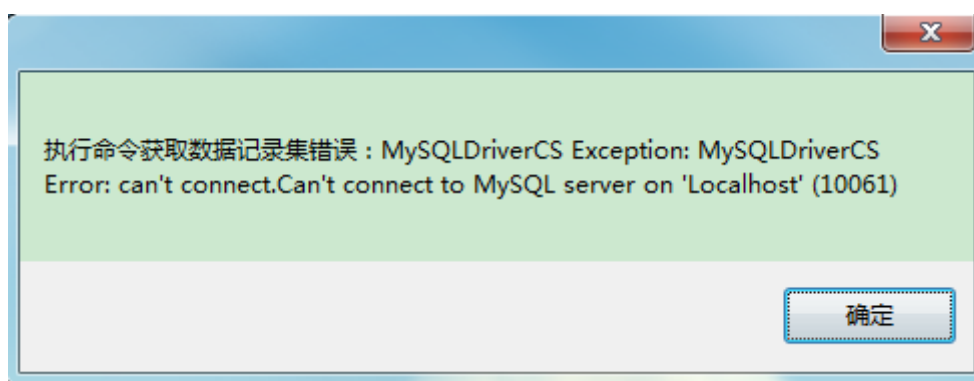 执行命令获取数据记录集错误：MySQLDriverCS Exception: MySQLDriverCS
Error: can't connect.Can't connect to MySQL server on 'Localhost' (10061)
确定